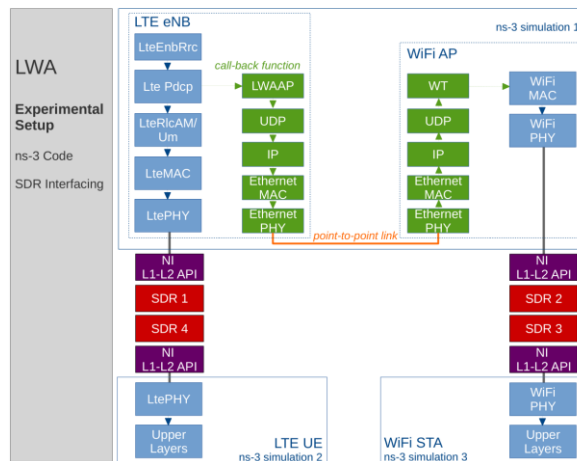 LWA
Experimental
Setup
ns-3 Code
SDR Interfacing
LTE eNB
ns-3 simulation 1
LteEnbRrc
call-back function
WiFi AP
Lte Pdcp
LWAAP
WT
WiFi
MAC
LteRlcAM/
Um
UDP
UDP
WiFi
PHY
IP
IP
LteMAC
Ethernet
MAC
Ethernet
MAC
LtePHY
Ethernet
PHY
Ethernet
PHY
point-to-point link
NI
L1-L2 API
NI
L1-L2 API
SDR 1
SDR 2
SDR 4
SDR 3
NI
L1-L2 API
NI
L1-L2 API
LtePHY
WiFi
PHY
Upper
Layers
LTE UE
ns-3 simulation 2
WiFi STA
ns-3 simulation 3
Upper
Layers